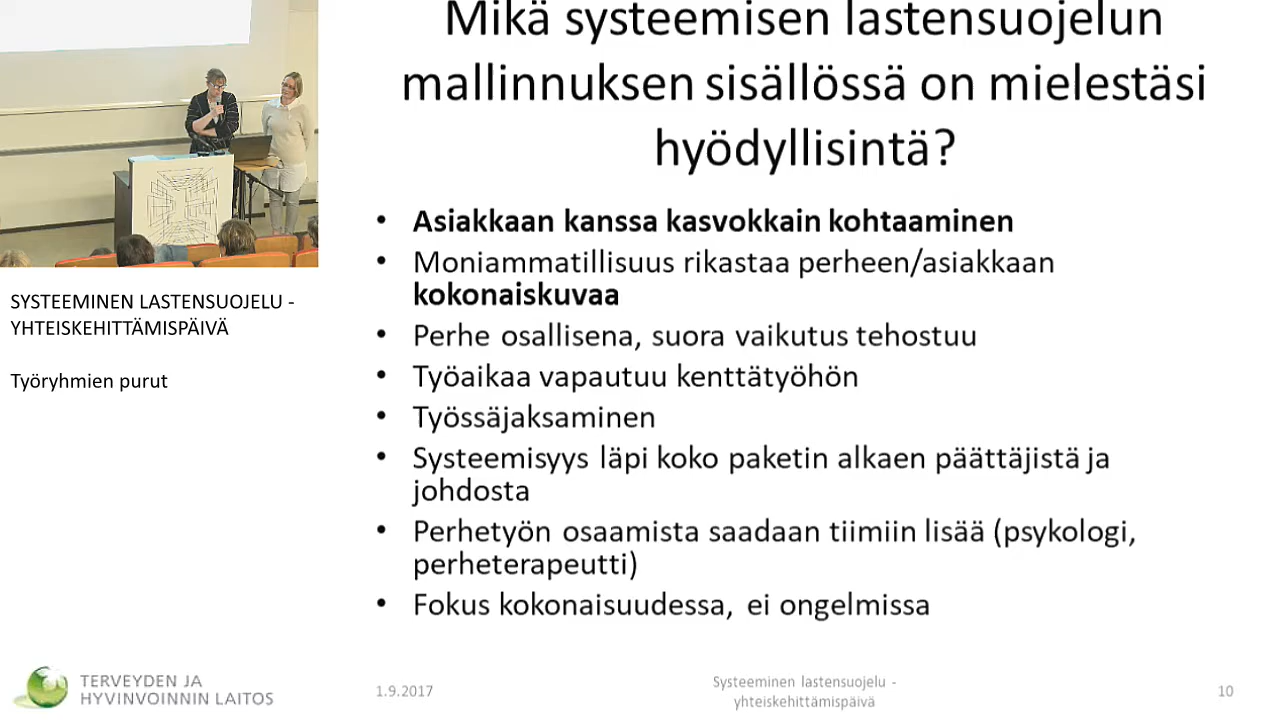 Mikä systeemisen lastensuojelun
mallinnuksen sisällössä on mielestäsi
hyödyllisintä?
• Asiakkaan kanssa kasvokkain kohtaaminen
• Moniammatillisuus rikastaa perheen/asiakkaan
kokonaiskuvaa
• Perhe osallisena, suora vaikutus tehostuu
• Työaikaa vapautuu kenttätyöhön
• Työssäjaksaminen
• Systeemisyys läpi koko paketin alkaen päättäjistä ja
johdosta
• Perhetyön osaamista saadaan tiimiin lisää (psykologi,
perheterapeutti)
• Fokus kokonaisuudessa, ei ongelmissa
SYSTEEMINEN LASTENSUOJELU -
YHTEISKEHITTÄMISPÄIVÄ
Työryhmien purut
TERVEYDEN JA
HYVINVOINNIN LAITOS
1.9.2017
Systeeminen lastensuojelu -
yhteiskehittämispäivä
10